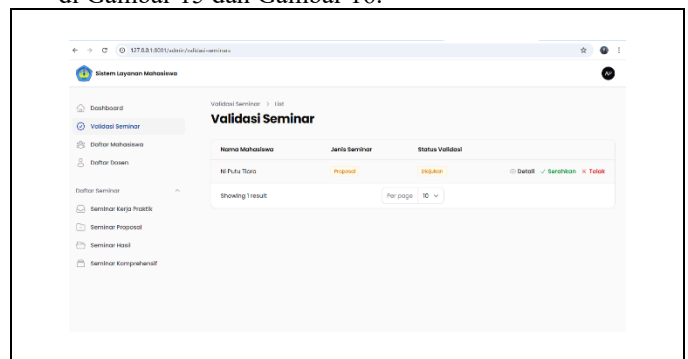 di Gambar 15 dan Gambar 16.
127.0.0.1:8001/admin/validasi-seminars
Sistem Layanan Mahasiswa
AP
Dashboard
Validasi Seminar
Daftar Mahasiswa
Daftar Dosen
Daftar Seminar
Seminar Kerja Praktik
Seminar Proposal
Seminar Hasil
Seminar Komprehensif
Validasi Seminar > List
Validasi Seminar
Nama Mahasiswa Jenis Seminar Status Validasi
Ni Putu Tiara Proposal Diajukan Detail Serahkan Tolak
Showing 1 result Per page 10